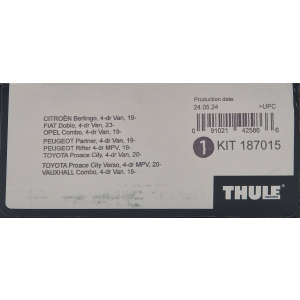 Production date
24.05.24 >UPC
0 91021 42586 6
1 KIT 187015
CITROËN Berlingo, 4-dr Van, 19-
FIAT Doblo, 4-dr Van, 23-
OPEL Combo, 4-dr Van, 19-
PEUGEOT Partner, 4-dr Van, 19-
PEUGEOT Rifter 4-dr MPV, 19-
TOYOTA Proace City, 4-dr Van, 20-
TOYOTA Proace City Verso, 4-dr MPV, 20-
VAUXHALL Combo, 4-dr Van, 19-
THULE